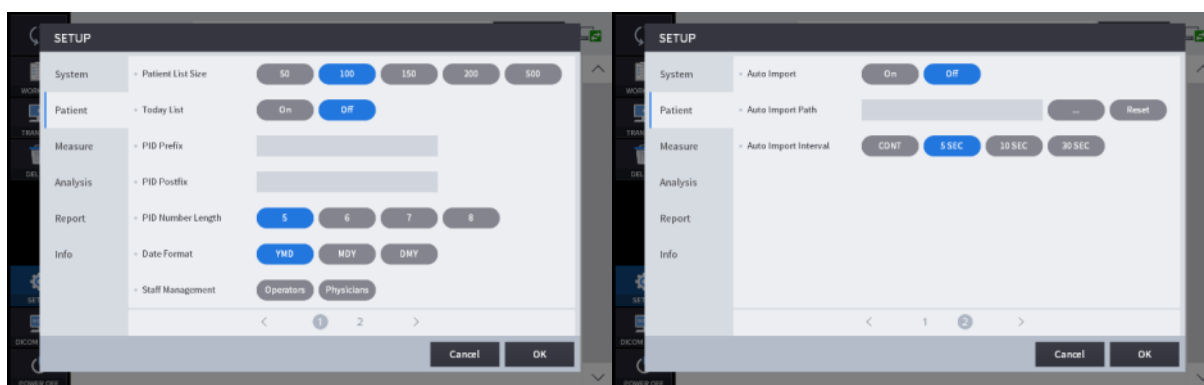 SETUP
System
Patient
Measure
Analysis
Report
Info
Patient List Size 50 100 150 200 500
Today List On Off
PID Prefix
PID Postfix
PID Number Length 5 6 7 8
Date Format YMD MDY DMY
Staff Management Operators Physicians
< 1 2 >
Cancel OK
SETUP
System
Patient
Measure
Analysis
Report
Info
Auto Import On Off
Auto Import Path ... Reset
Auto Import Interval CONT 5 SEC 10 SEC 30 SEC
< 1 2 >
Cancel OK